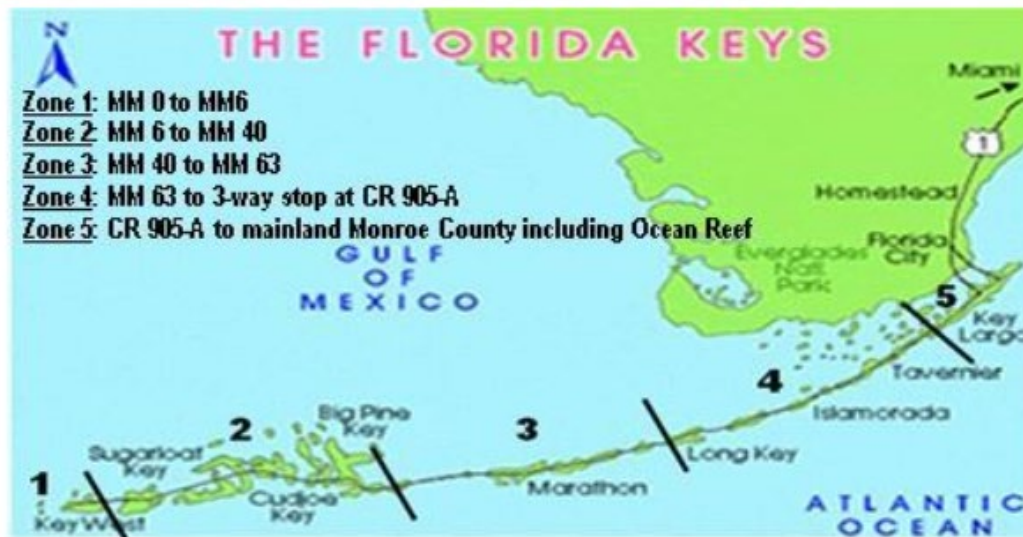 N
THE FLORIDA KEYS
Zone 1: MM 0 to MM6
Zone 2: MM 6 to MM 40
Zone 3: MM 40 to MM 63
Zone 4: MM 63 to 3-way stop at CR 905-A
Zone 5: CR 905-A to mainland Monroe County including Ocean Reef
Miami
1
Homestead
Florida
City
Everglades
Natl
Park
GULF
OF
MEXICO
5
Key
Largo
Tavernier
4
Islamorada
Long Key
3
Marathon
Big Pine
Key
2
Sugarloaf
Key
Cudjoe
Key
1
Key West
ATLANTIC
OCEAN